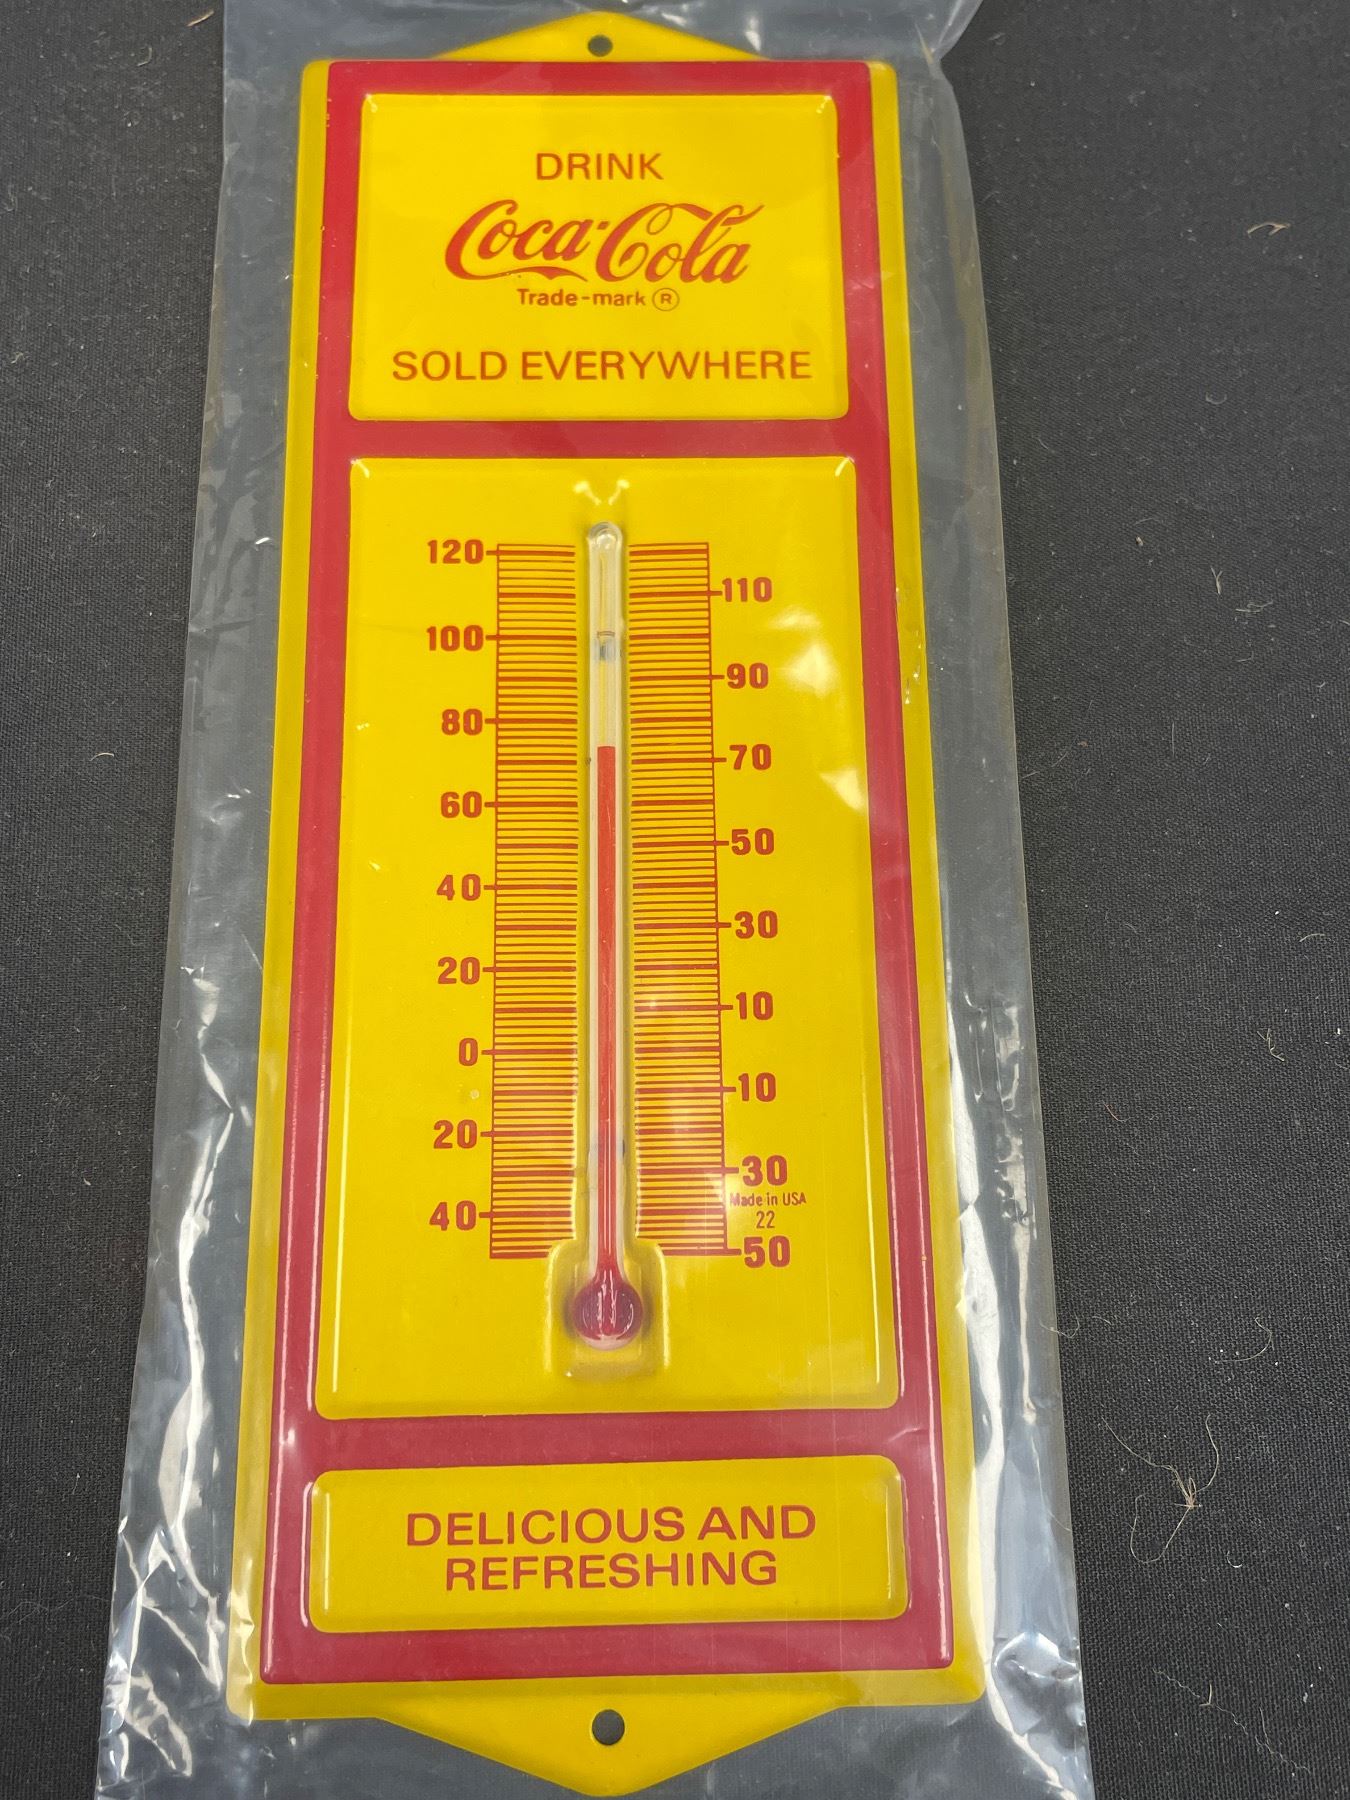 DRINK
Coca-Cola
Trade-mark ®
SOLD EVERYWHERE
120
110
100
90
80
70
60
50
40
30
20
10
0
10
20
30
Made in USA
22
40
50
DELICIOUS AND
REFRESHING